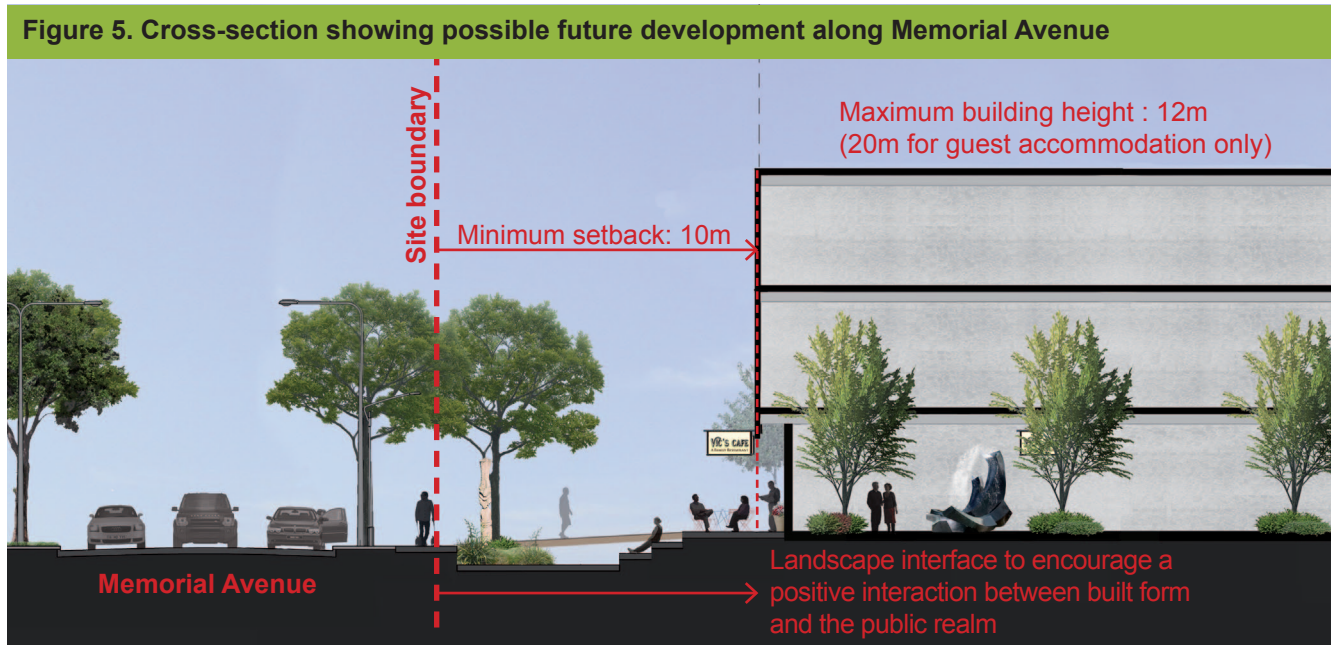 Figure 5. Cross-section showing possible future development along Memorial Avenue
Site boundary
Maximum building height : 12m
(20m for guest accommodation only)
Minimum setback: 10m
CAFE
Memorial Avenue
Landscape interface to encourage a
positive interaction between built form
and the public realm